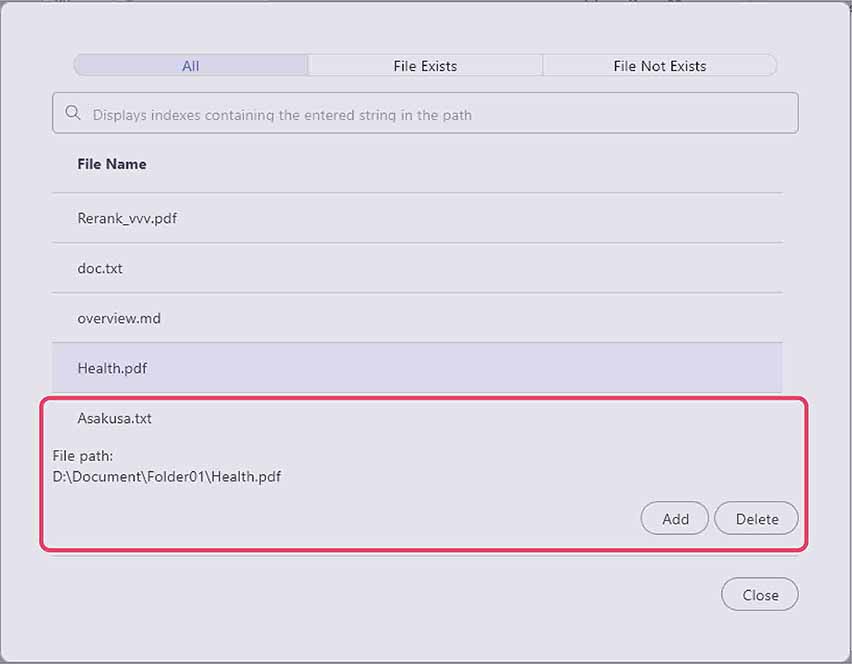 All File Exists File Not Exists
Displays indexes containing the entered string in the path
File Name
Rerank_vvv.pdf
doc.txt
overview.md
Health.pdf
Asakusa.txt
File path:
D:\Document\Folder01\Health.pdf
Add Delete
Close